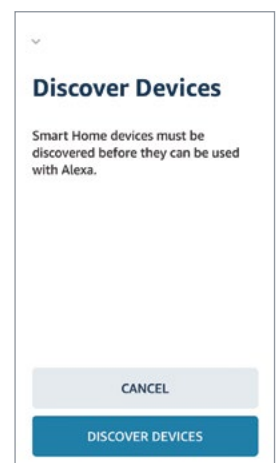 Discover Devices
Smart Home devices must be
discovered before they can be used
with Alexa.
CANCEL
DISCOVER DEVICES